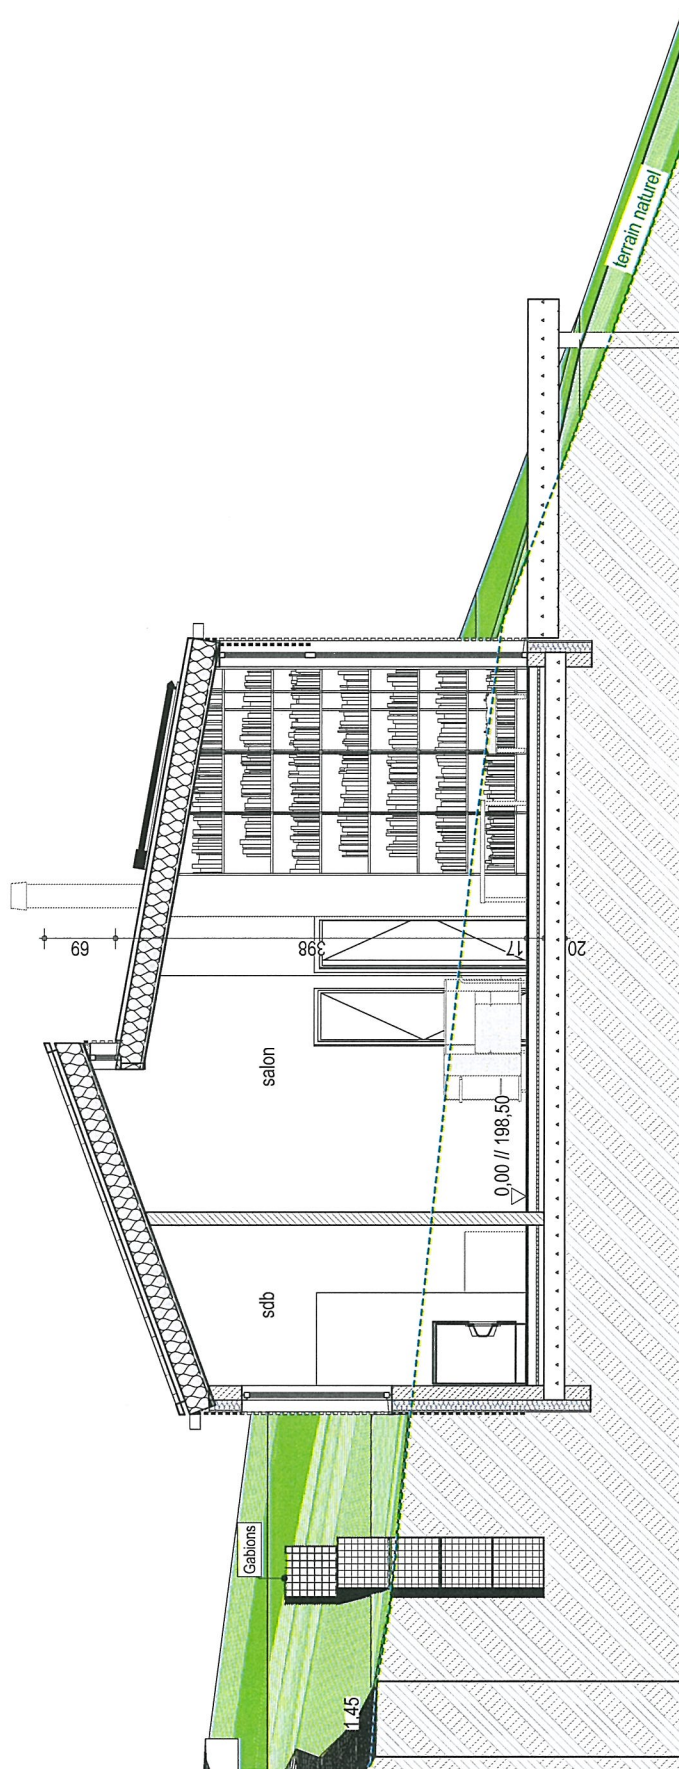 Gabions
1.45
sdb
salon
0,00 // 198,50
69
398
17
20
terrain naturel